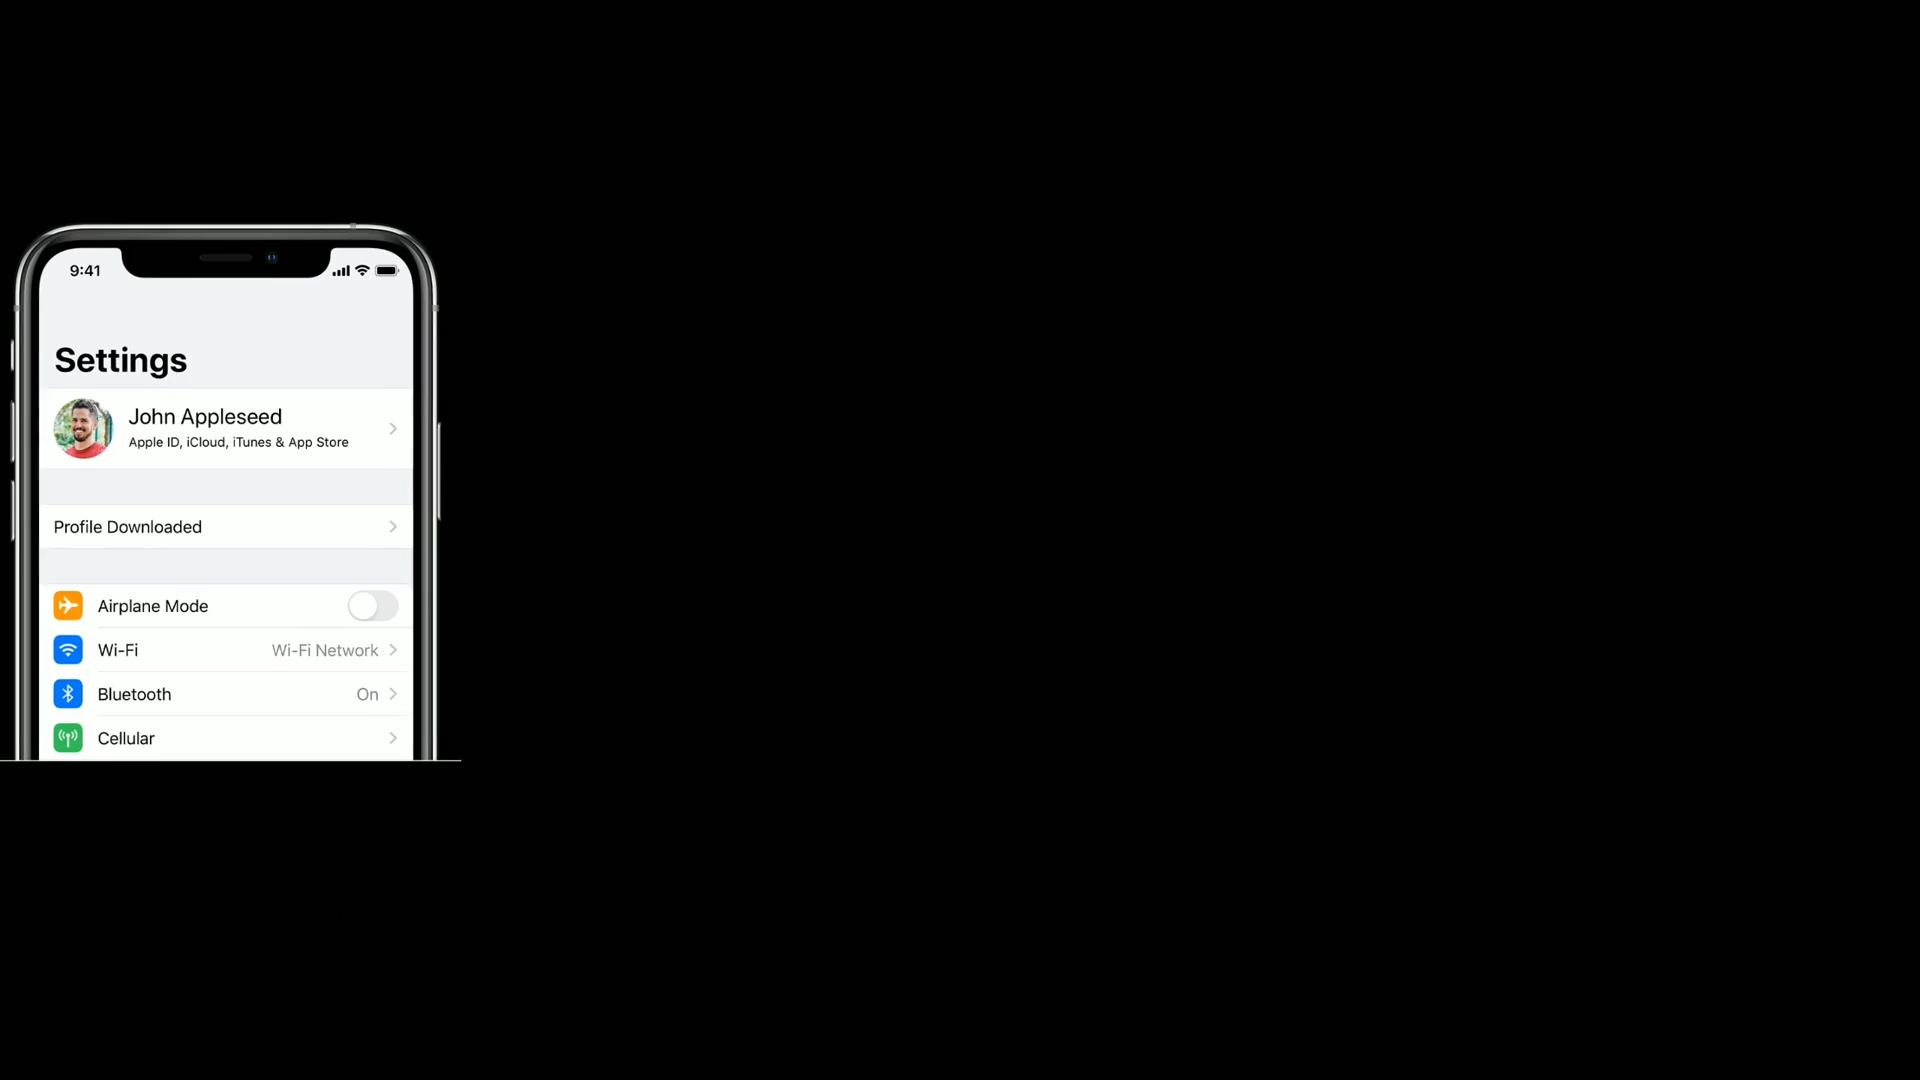 9:41
Settings
John Appleseed
Apple ID, iCloud, iTunes & App Store
Profile Downloaded
Airplane Mode
Wi-Fi Wi-Fi Network
Bluetooth On
Cellular